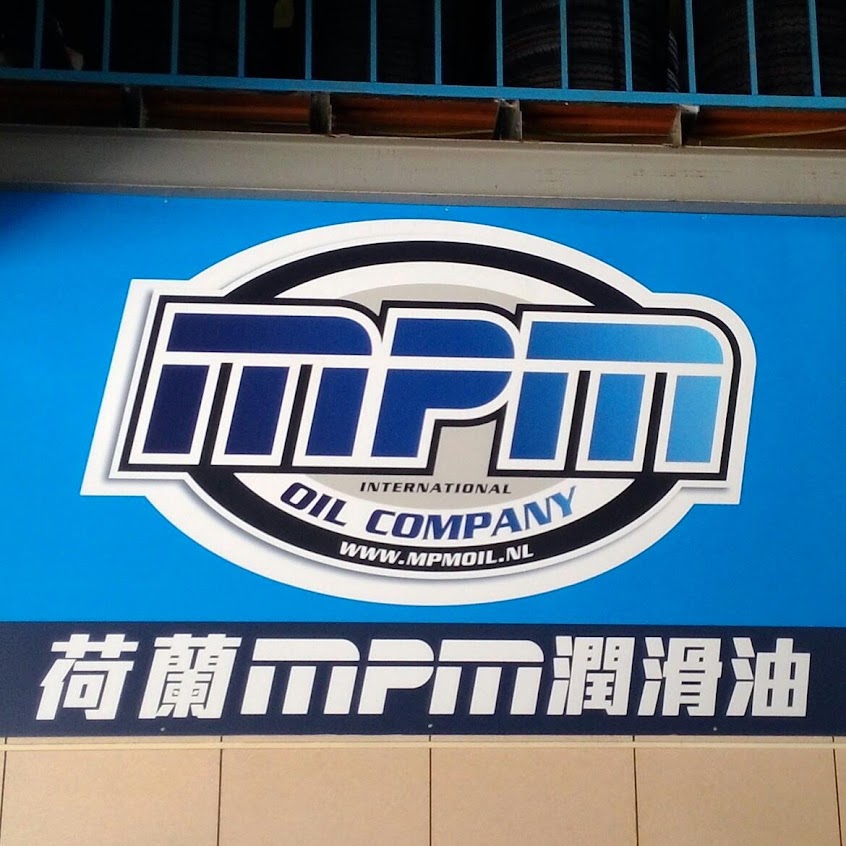 mPm
INTERNATIONAL
OIL COMPANY
WWW.MPMOIL.NL
荷蘭mPm潤滑油